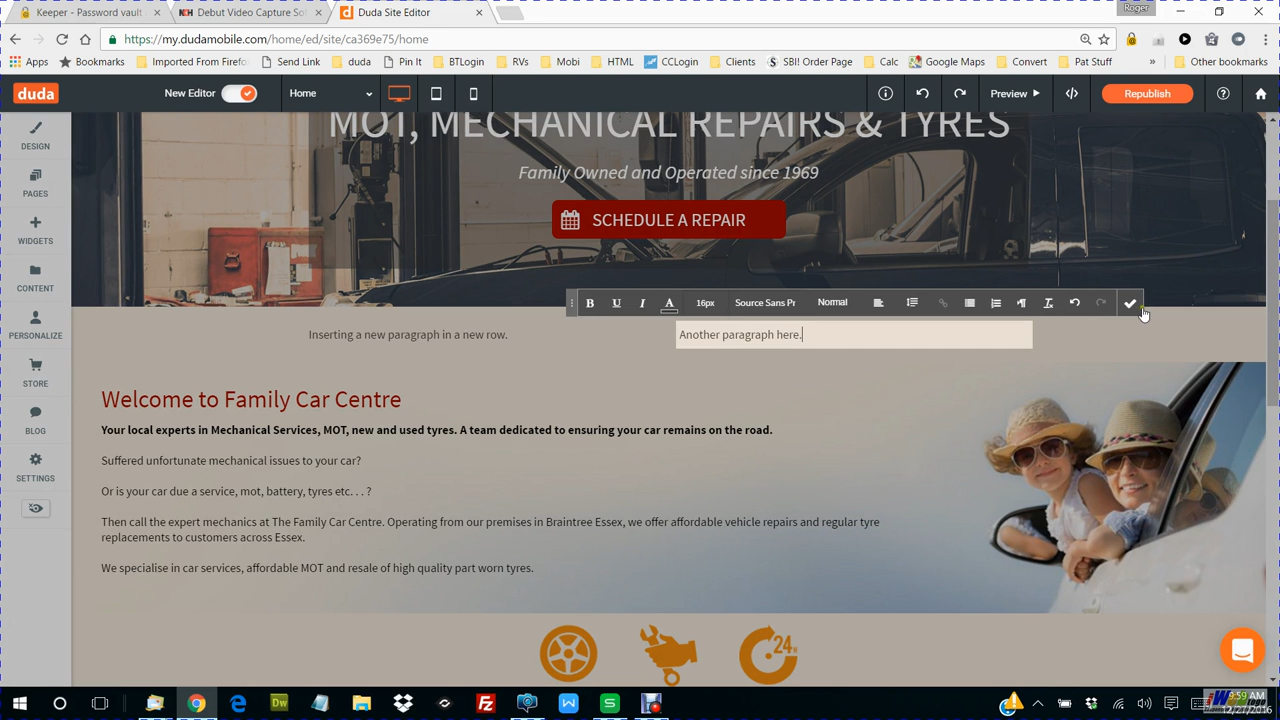 Keeper - Password vault
Debut Video Capture So
Duda Site Editor
Roger
https://my.dudamobile.com/home/ed/site/ca369e75/home
Apps
Bookmarks
Imported From Firefo
Send Link
duda
Pin It
BTLogin
RVs
Mobi
HTML
CCLogin
Clients
SBI! Order Page
Calc
Google Maps
Convert
Pat Stuff
»
Other bookmarks
duda
New Editor
Home
Preview
Republish
DESIGN
PAGES
WIDGETS
CONTENT
PERSONALIZE
STORE
BLOG
SETTINGS
MOT, MECHANICAL REPAIRS & TYRES
Family Owned and Operated since 1969
SCHEDULE A REPAIR
B U I A 16px Source Sans Pr Normal
Inserting a new paragraph in a new row.
Another paragraph here.
Welcome to Family Car Centre
Your local experts in Mechanical Services, MOT, new and used tyres. A team dedicated to ensuring your car remains on the road.
Suffered unfortunate mechanical issues to your car?
Or is your car due a service, mot, battery, tyres etc. . . ?
Then call the expert mechanics at The Family Car Centre. Operating from our premises in Braintree Essex, we offer affordable vehicle repairs and regular tyre
replacements to customers across Essex.
We specialise in car services, affordable MOT and resale of high quality part worn tyres.
24
Dw
9:59 AM
2/27/2016